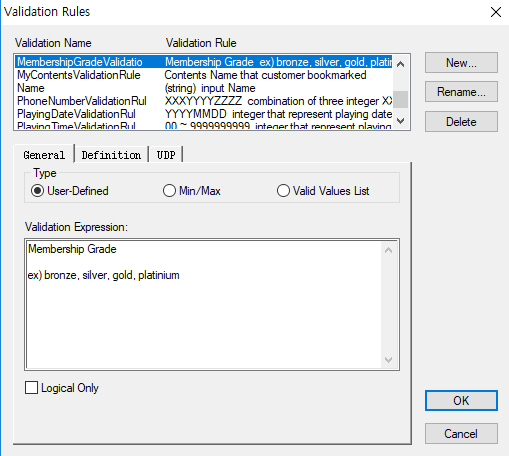 Validation Rules
Validation Name Validation Rule
MembershipGradeValidatio Membership Grade ex) bronze, silver, gold, platin
MyContentsValidationRule Contents Name that customer bookmarked
Name (string) input Name
PhoneNumberValidationRul XXXYYYYZZZZ combination of three integer XX
PlayingDateValidationRul YYYYMMDD integer that represent playing date
PlayingTimeValidationRul 00 ~ 9999999999 integer that represent playing
New...
Rename...
Delete
General Definition UDP
Type
User-Defined Min/Max Valid Values List
Validation Expression:
Membership Grade
ex) bronze, silver, gold, platinium
Logical Only
OK
Cancel